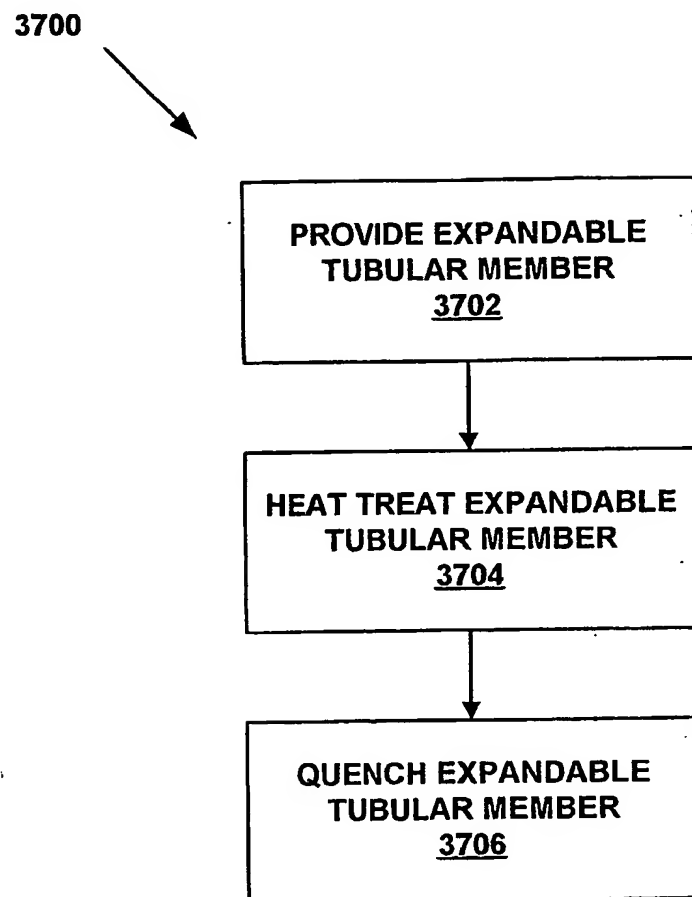 3700
PROVIDE EXPANDABLE
TUBULAR MEMBER
3702
HEAT TREAT EXPANDABLE
TUBULAR MEMBER
3704
QUENCH EXPANDABLE
TUBULAR MEMBER
3706